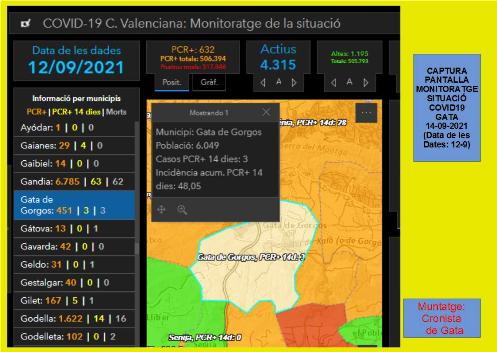 COVID-19 C. Valenciana: Monitoratge de la situació
Data de les dades
12/09/2021
PCR+: 632
PCR+ totals: 506.394
Actius
4.315
Altes: 1.195
Posit.
Gràf.
A
A
Informació per municipis
PCR+ | PCR+ 14 dies | Morts
Ayódar: 1 | 0 | 0
Gaianes: 29 | 4 | 0
Gaibiel: 14 | 0 | 0
Gandia: 6.785 | 63 | 62
Gata de
Gorgos: 451 | 3 | 3
Gátova: 13 | 0 | 1
Gavarda: 42 | 0 | 0
Geldo: 31 | 0 | 1
Gestalgar: 40 | 0 | 0
Gilet: 167 | 5 | 1
Godella: 1.622 | 14 | 16
Godelleta: 102 | 0 | 2
Mostrando 1
Municipi: Gata de Gorgos
Població: 6.049
Casos PCR+ 14 dies: 3
Incidència acum. PCR+ 14
dies: 48,05
PCR+ 14d: 78
Gata de Gorgos, PCR+ 14d: 3
Senija, PCR+ 14d: 0
CAPTURA
PANTALLA
MONITORATGE
SITUACIÓ
COVID19
GATA
14-09-2021
(Data de les
Dates: 12-9)
Muntatge:
Cronista
de Gata